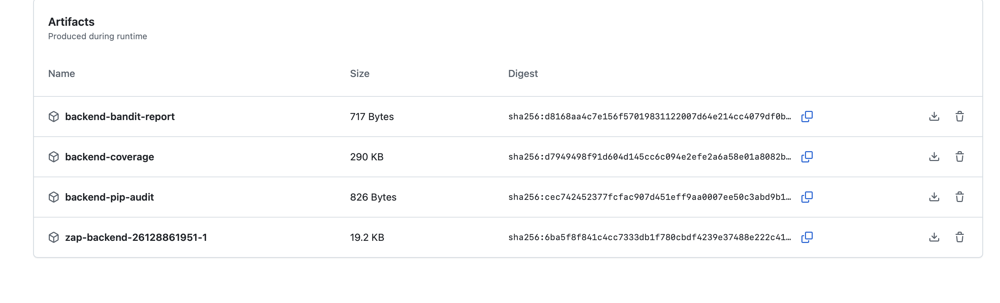 Artifacts
Produced during runtime
Name Size Digest
backend-bandit-report 717 Bytes sha256:d8168aa4c7e156f57019831122007d64e214cc4079df0b…
backend-coverage 290 KB sha256:d7949498f91d604d145cc6c094e2efe2a6a58e01a8082b…
backend-pip-audit 826 Bytes sha256:cec742452377fcfac907d451eff9aa0007ee50c3abd9b1…
zap-backend-26128861951-1 19.2 KB sha256:6ba5f8f841c4cc7333db1f780cbdf4239e37488e222c41…